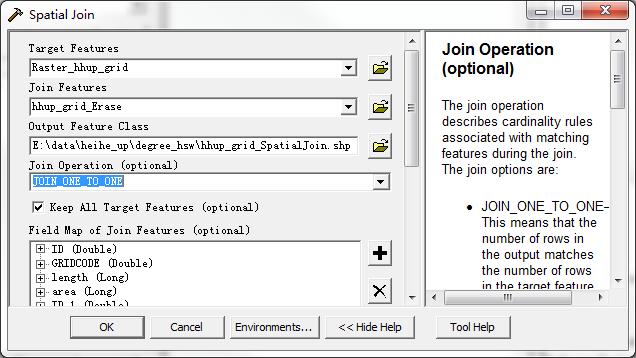 Spatial Join
Target Features
Raster_hhup_grid
Join Features
hhup_grid_Erase
Output Feature Class
E:\data\heihe_up\degree_hsw\hhup_grid_SpatialJoin.shp
Join Operation (optional)
JOIN_ONE_TO_ONE
Keep All Target Features (optional)
Field Map of Join Features (optional)
ID (Double)
GRIDCODE (Double)
length (Long)
area (Long)
ID_1 (Double)
OK
Cancel
Environments...
<< Hide Help
Tool Help
Join Operation
(optional)
The join operation
describes cardinality rules
associated with matching
features during the join.
The join options are:
• JOIN_ONE_TO_ONE—
This means that the
number of rows in
the output matches
the number of rows
in the target feature